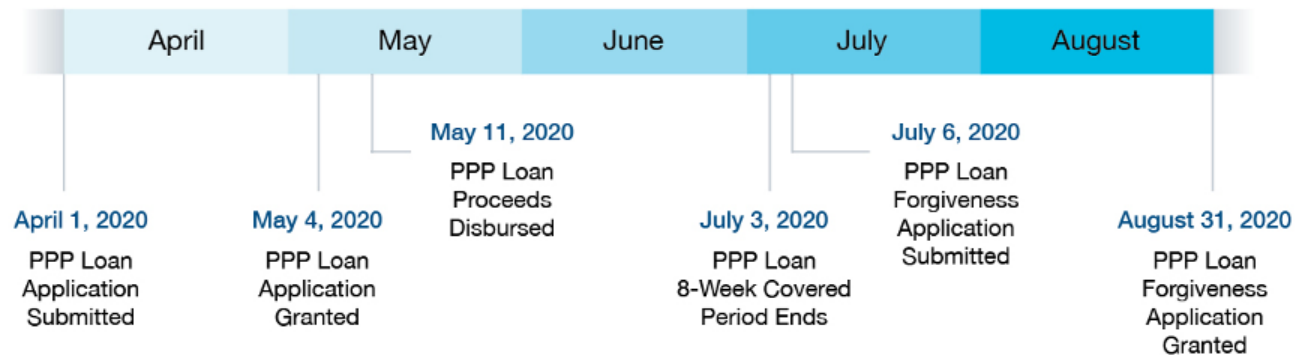 April
May
June
July
August
April 1, 2020
PPP Loan
Application
Submitted
May 4, 2020
PPP Loan
Application
Granted
May 11, 2020
PPP Loan
Proceeds
Disbursed
July 3, 2020
PPP Loan
8-Week Covered
Period Ends
July 6, 2020
PPP Loan
Forgiveness
Application
Submitted
August 31, 2020
PPP Loan
Forgiveness
Application
Granted